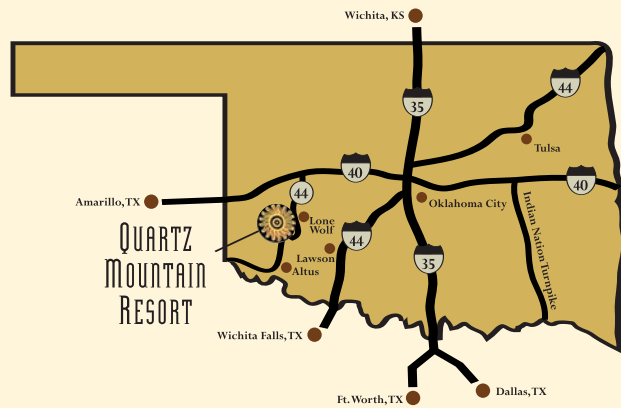 Wichita, KS
44
35
Tulsa
40
40
44
Amarillo, TX
Oklahoma City
Lone
Wolf
Indian Nation Turnpike
QUARTZ
MOUNTAIN
RESORT
44
Lawson
35
Altus
Wichita Falls, TX
Dallas, TX
Ft. Worth, TX